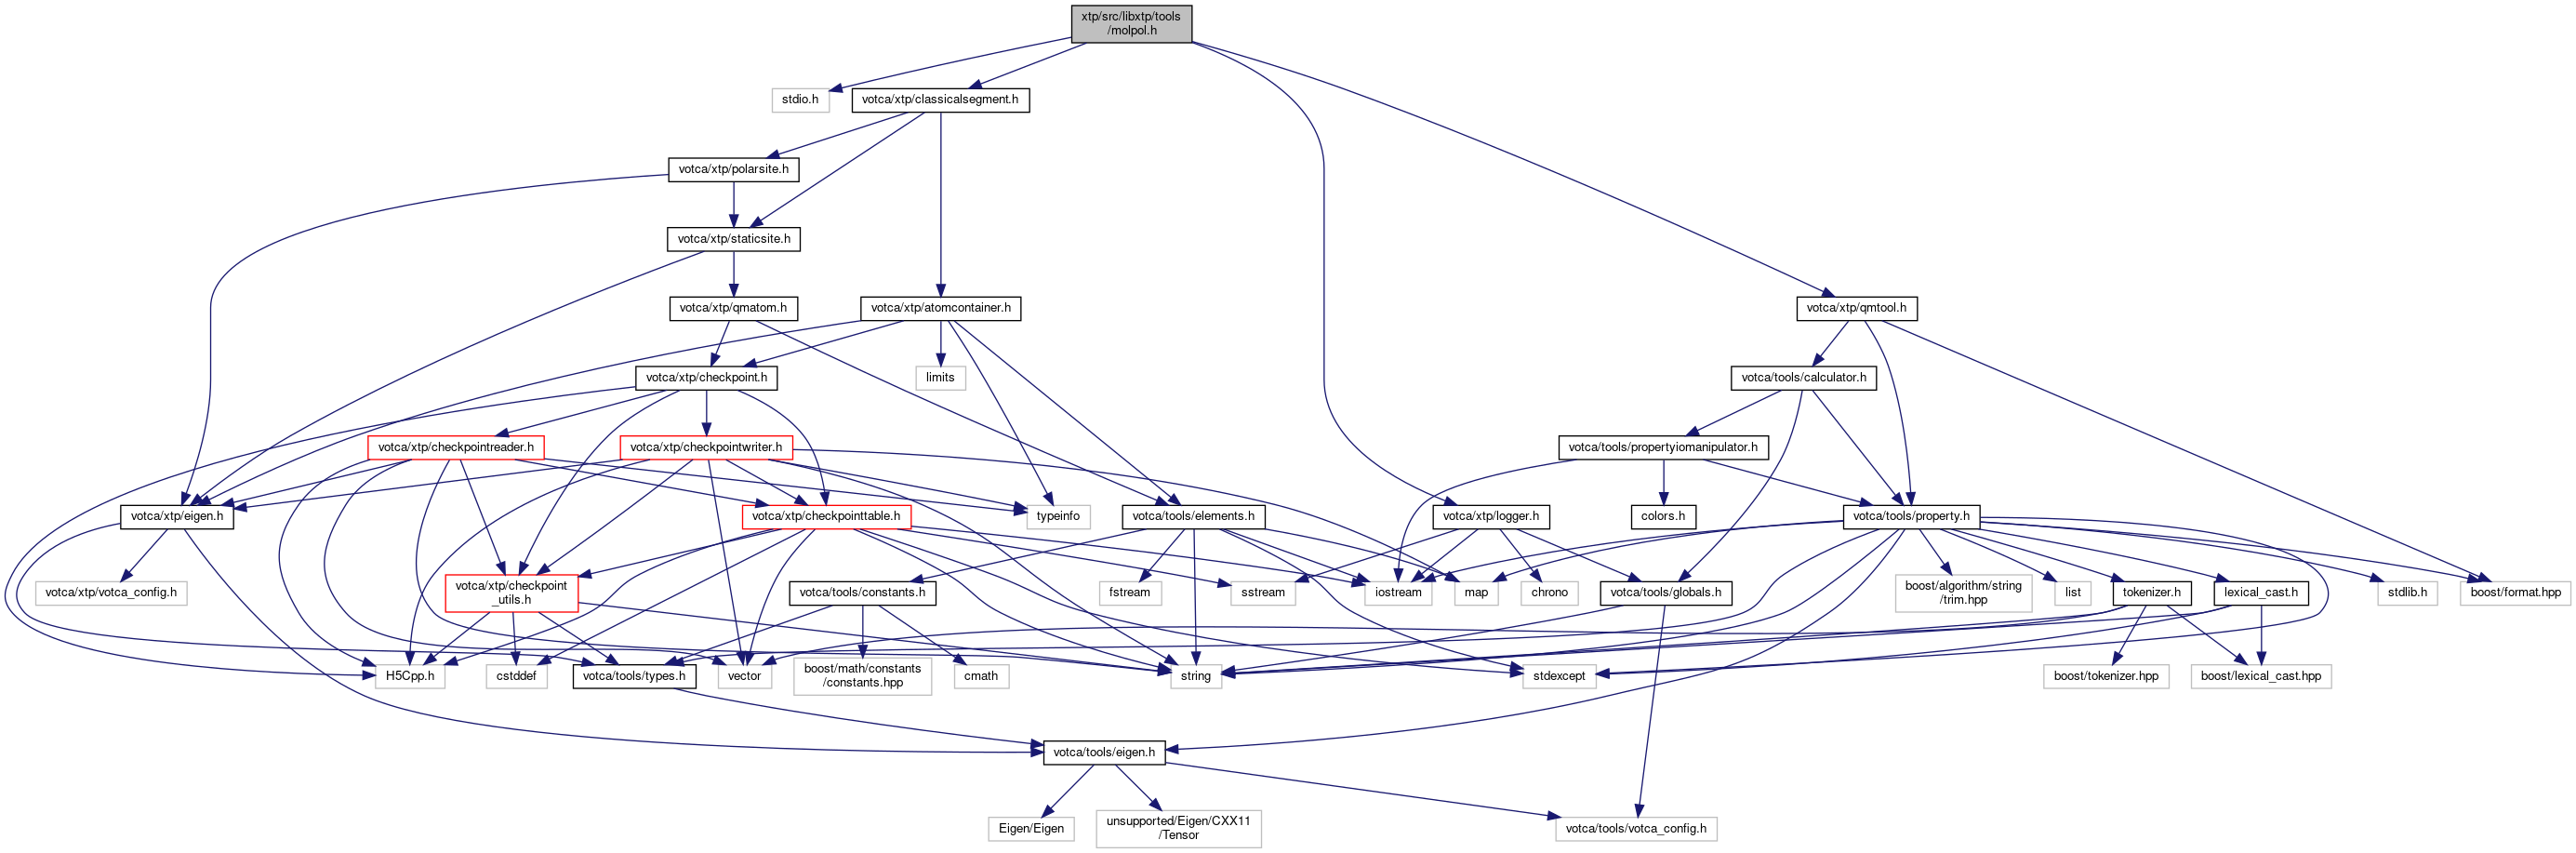 xtp/src/libxtp/tools
/molpol.h
stdio.h
votca/xtp/classicalsegment.h
votca/xtp/polarsite.h
votca/xtp/staticsite.h
votca/xtp/qmatom.h
votca/xtp/atomcontainer.h
votca/xtp/qmtool.h
votca/xtp/checkpoint.h
limits
votca/tools/calculator.h
votca/xtp/checkpointreader.h
votca/xtp/checkpointwriter.h
votca/tools/propertyiomanipulator.h
votca/xtp/eigen.h
votca/xtp/checkpointtable.h
typeinfo
votca/tools/elements.h
votca/xtp/logger.h
colors.h
votca/tools/property.h
votca/xtp/votca_config.h
votca/xtp/checkpoint
_utils.h
votca/tools/constants.h
fstream
sstream
iostream
map
chrono
votca/tools/globals.h
boost/algorithm/string
/trim.hpp
list
tokenizer.h
lexical_cast.h
stdlib.h
boost/format.hpp
H5Cpp.h
cstddef
votca/tools/types.h
vector
boost/math/constants
/constants.hpp
cmath
string
stdexcept
boost/tokenizer.hpp
boost/lexical_cast.hpp
votca/tools/eigen.h
Eigen/Eigen
unsupported/Eigen/CXX11
/Tensor
votca/tools/votca_config.h